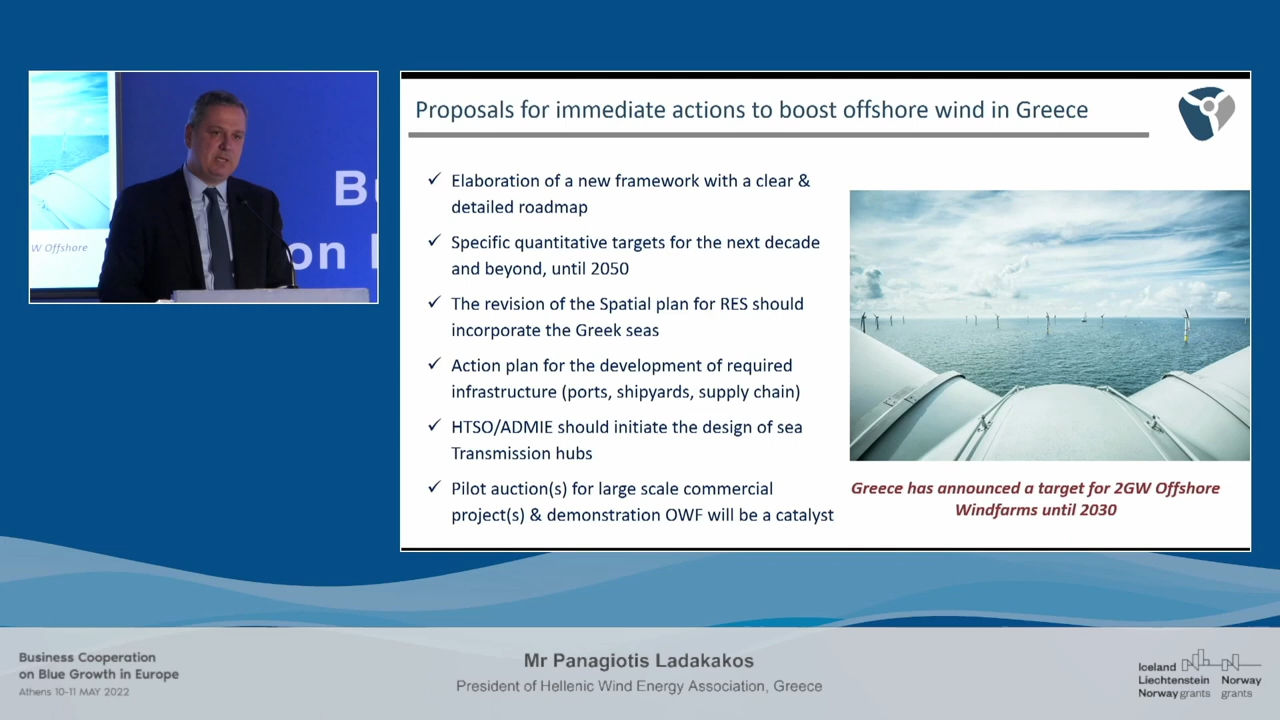 W Offshore
Bu
on
Proposals for immediate actions to boost offshore wind in Greece
✓ Elaboration of a new framework with a clear &
detailed roadmap
✓ Specific quantitative targets for the next decade
and beyond, until 2050
✓ The revision of the Spatial plan for RES should
incorporate the Greek seas
✓ Action plan for the development of required
infrastructure (ports, shipyards, supply chain)
✓ HTSO/ADMIE should initiate the design of sea
Transmission hubs
✓ Pilot auction(s) for large scale commercial
project(s) & demonstration OWF will be a catalyst
Greece has announced a target for 2GW Offshore
Windfarms until 2030
Business Cooperation
on Blue Growth in Europe
Athens 10-11 MAY 2022
Mr Panagiotis Ladakakos
President of Hellenic Wind Energy Association, Greece
Iceland
Liechtenstein
Norway grants
Norway
grants